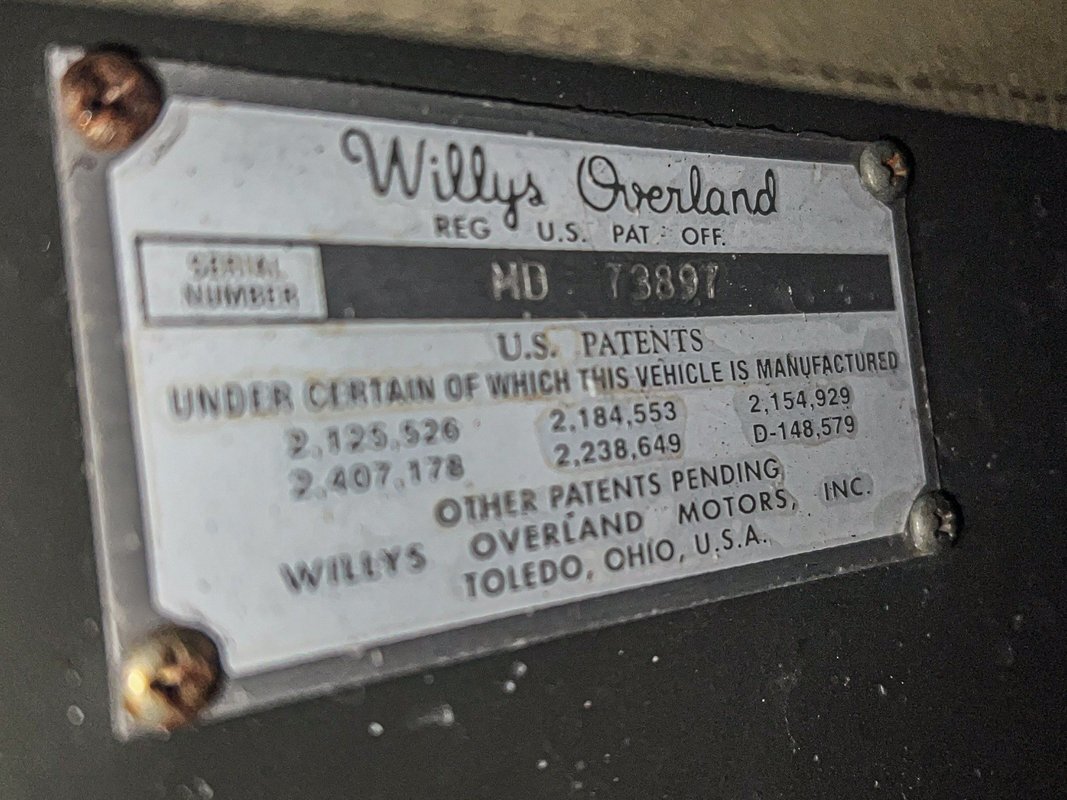 Willys Overland
REG U.S. PAT. OFF.
SERIAL
NUMBER
MD 73897
U.S. PATENTS
UNDER CERTAIN OF WHICH THIS VEHICLE IS MANUFACTURED
2,125,526 2,184,553 2,154,929
2,407,178 2,238,649 D-148,579
OTHER PATENTS PENDING
WILLYS OVERLAND MOTORS, INC.
TOLEDO, OHIO, U.S.A.